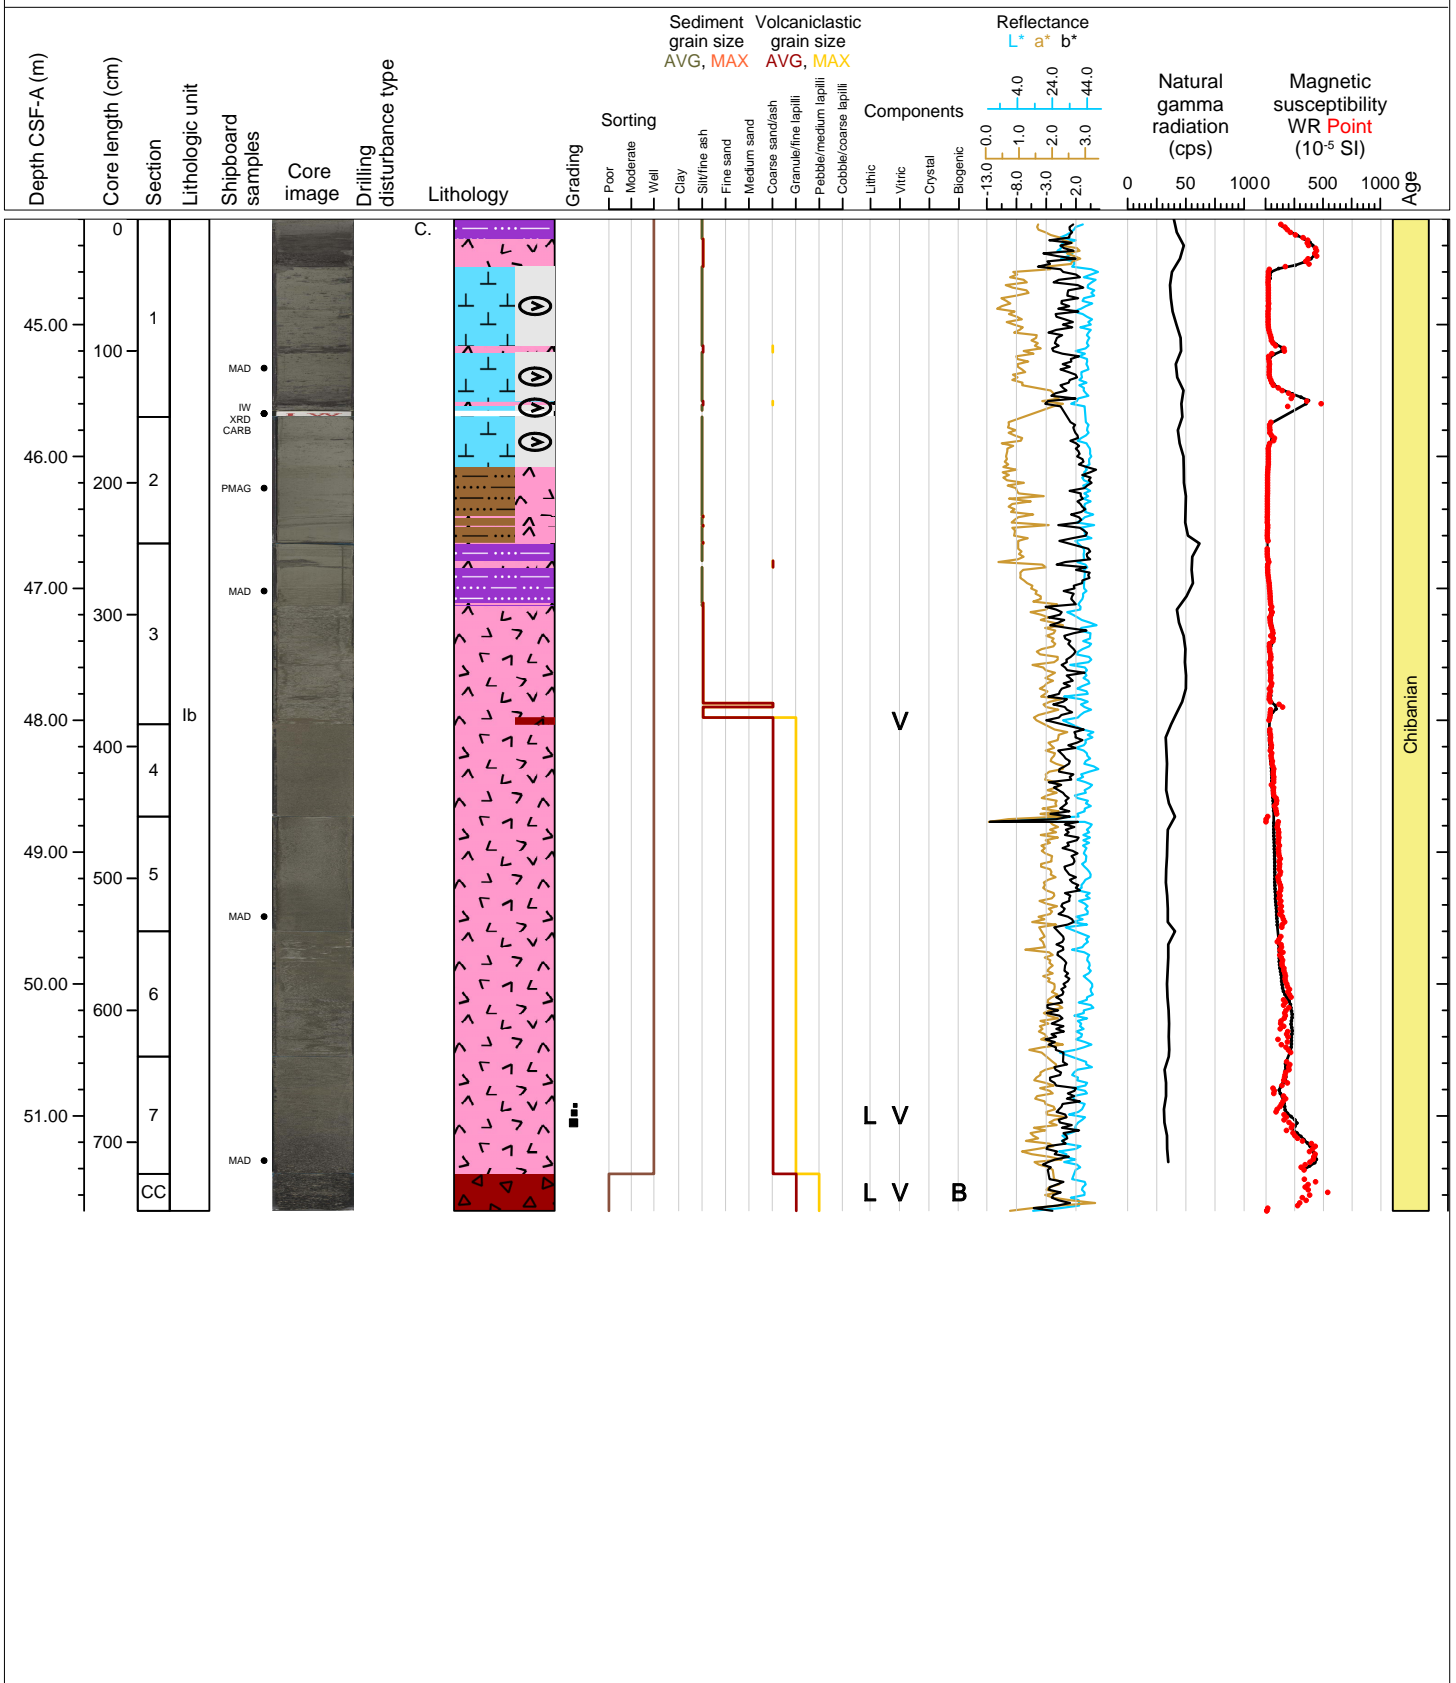 Depth CSF-A (m)
Core length (cm)
Section
Lithologic unit
Shipboard
samples
Core
image
Drilling
disturbance type
Lithology
Grading
Sorting
Poor
Moderate
Well
Sediment
grain size
AVG, MAX
Volcaniclastic
grain size
AVG, MAX
Clay
Silt/fine ash
Fine sand
Medium sand
Coarse sand/ash
Granule/fine lapilli
Pebble/medium lapilli
Cobble/coarse lapilli
Components
Lithic
Vitric
Crystal
Biogenic
Reflectance
L* a* b*
4.0 24.0 44.0
0.0 1.0 2.0 3.0
-13.0 -8.0 -3.0 2.0
Natural
gamma
radiation
(cps)
0 50 100
Magnetic
susceptibility
WR Point
(10-5 SI)
0 500 1000
Age
45.00
46.00
47.00
48.00
49.00
50.00
51.00
0
100
200
300
400
500
600
700
1
2
3
4
5
6
7
CC
Ib
MAD
IW
XRD
CARB
PMAG
MAD
MAD
MAD
C.
V
L V
L V B
Chibanian